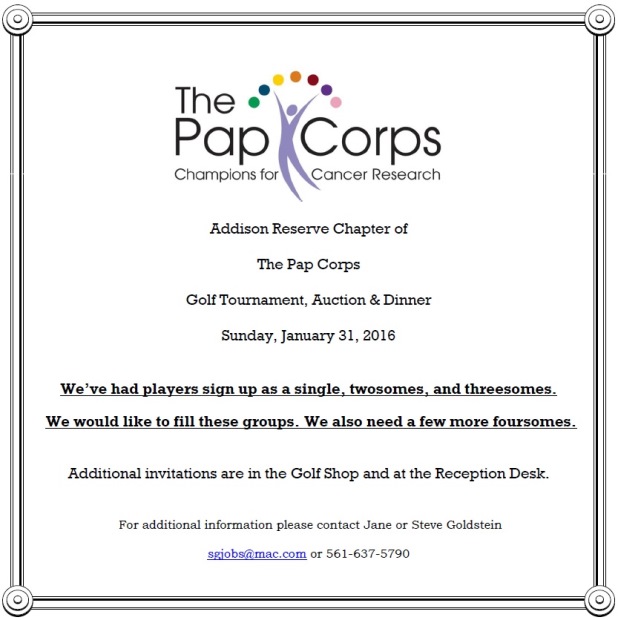 The
Pap Corps
Champions for Cancer Research
Addison Reserve Chapter of
The Pap Corps
Golf Tournament, Auction & Dinner
Sunday, January 31, 2016
We've had players sign up as a single, twosomes, and threesomes.
We would like to fill these groups. We also need a few more foursomes.
Additional invitations are in the Golf Shop and at the Reception Desk.
For additional information please contact Jane or Steve Goldstein
sgjobs@mac.com or 561-637-5790